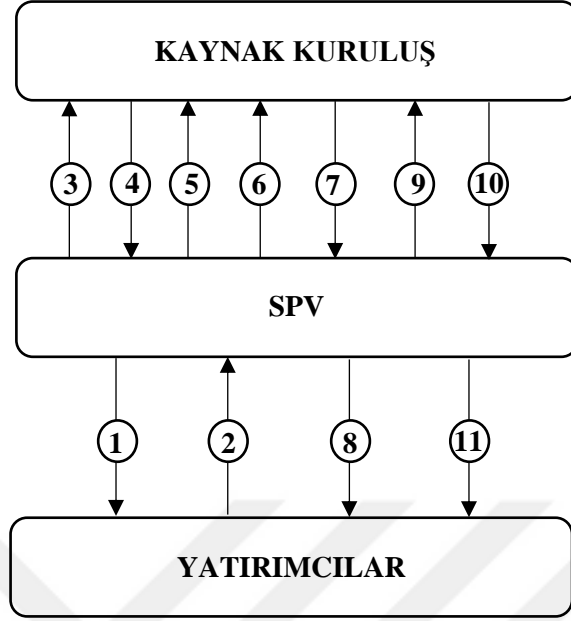 KAYNAK KURULUŞ
3 4 5 6 7 9 10
SPV
1 2 8 11
YATIRIMCILAR